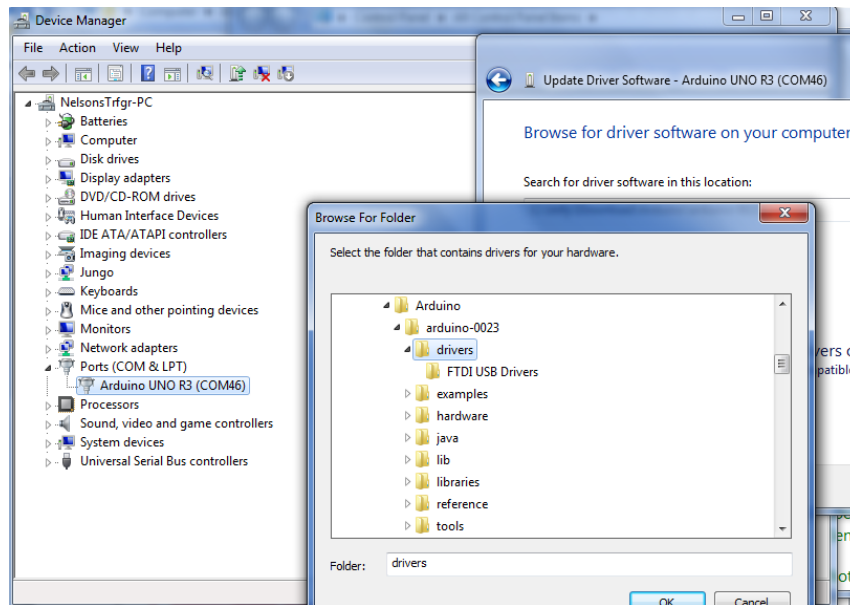 Device Manager
File Action View Help
NelsonsTrfgr-PC
Batteries
Computer
Disk drives
Display adapters
DVD/CD-ROM drives
Human Interface Devices
IDE ATA/ATAPI controllers
Imaging devices
Jungo
Keyboards
Mice and other pointing devices
Monitors
Network adapters
Ports (COM & LPT)
Arduino UNO R3 (COM46)
Processors
Sound, video and game controllers
System devices
Universal Serial Bus controllers
Update Driver Software - Arduino UNO R3 (COM46)
Browse for driver software on your computer
Search for driver software in this location:
Browse For Folder
Select the folder that contains drivers for your hardware.
Arduino
arduino-0023
drivers
FTDI USB Drivers
examples
hardware
java
lib
libraries
reference
tools
Folder: drivers
OK Cancel